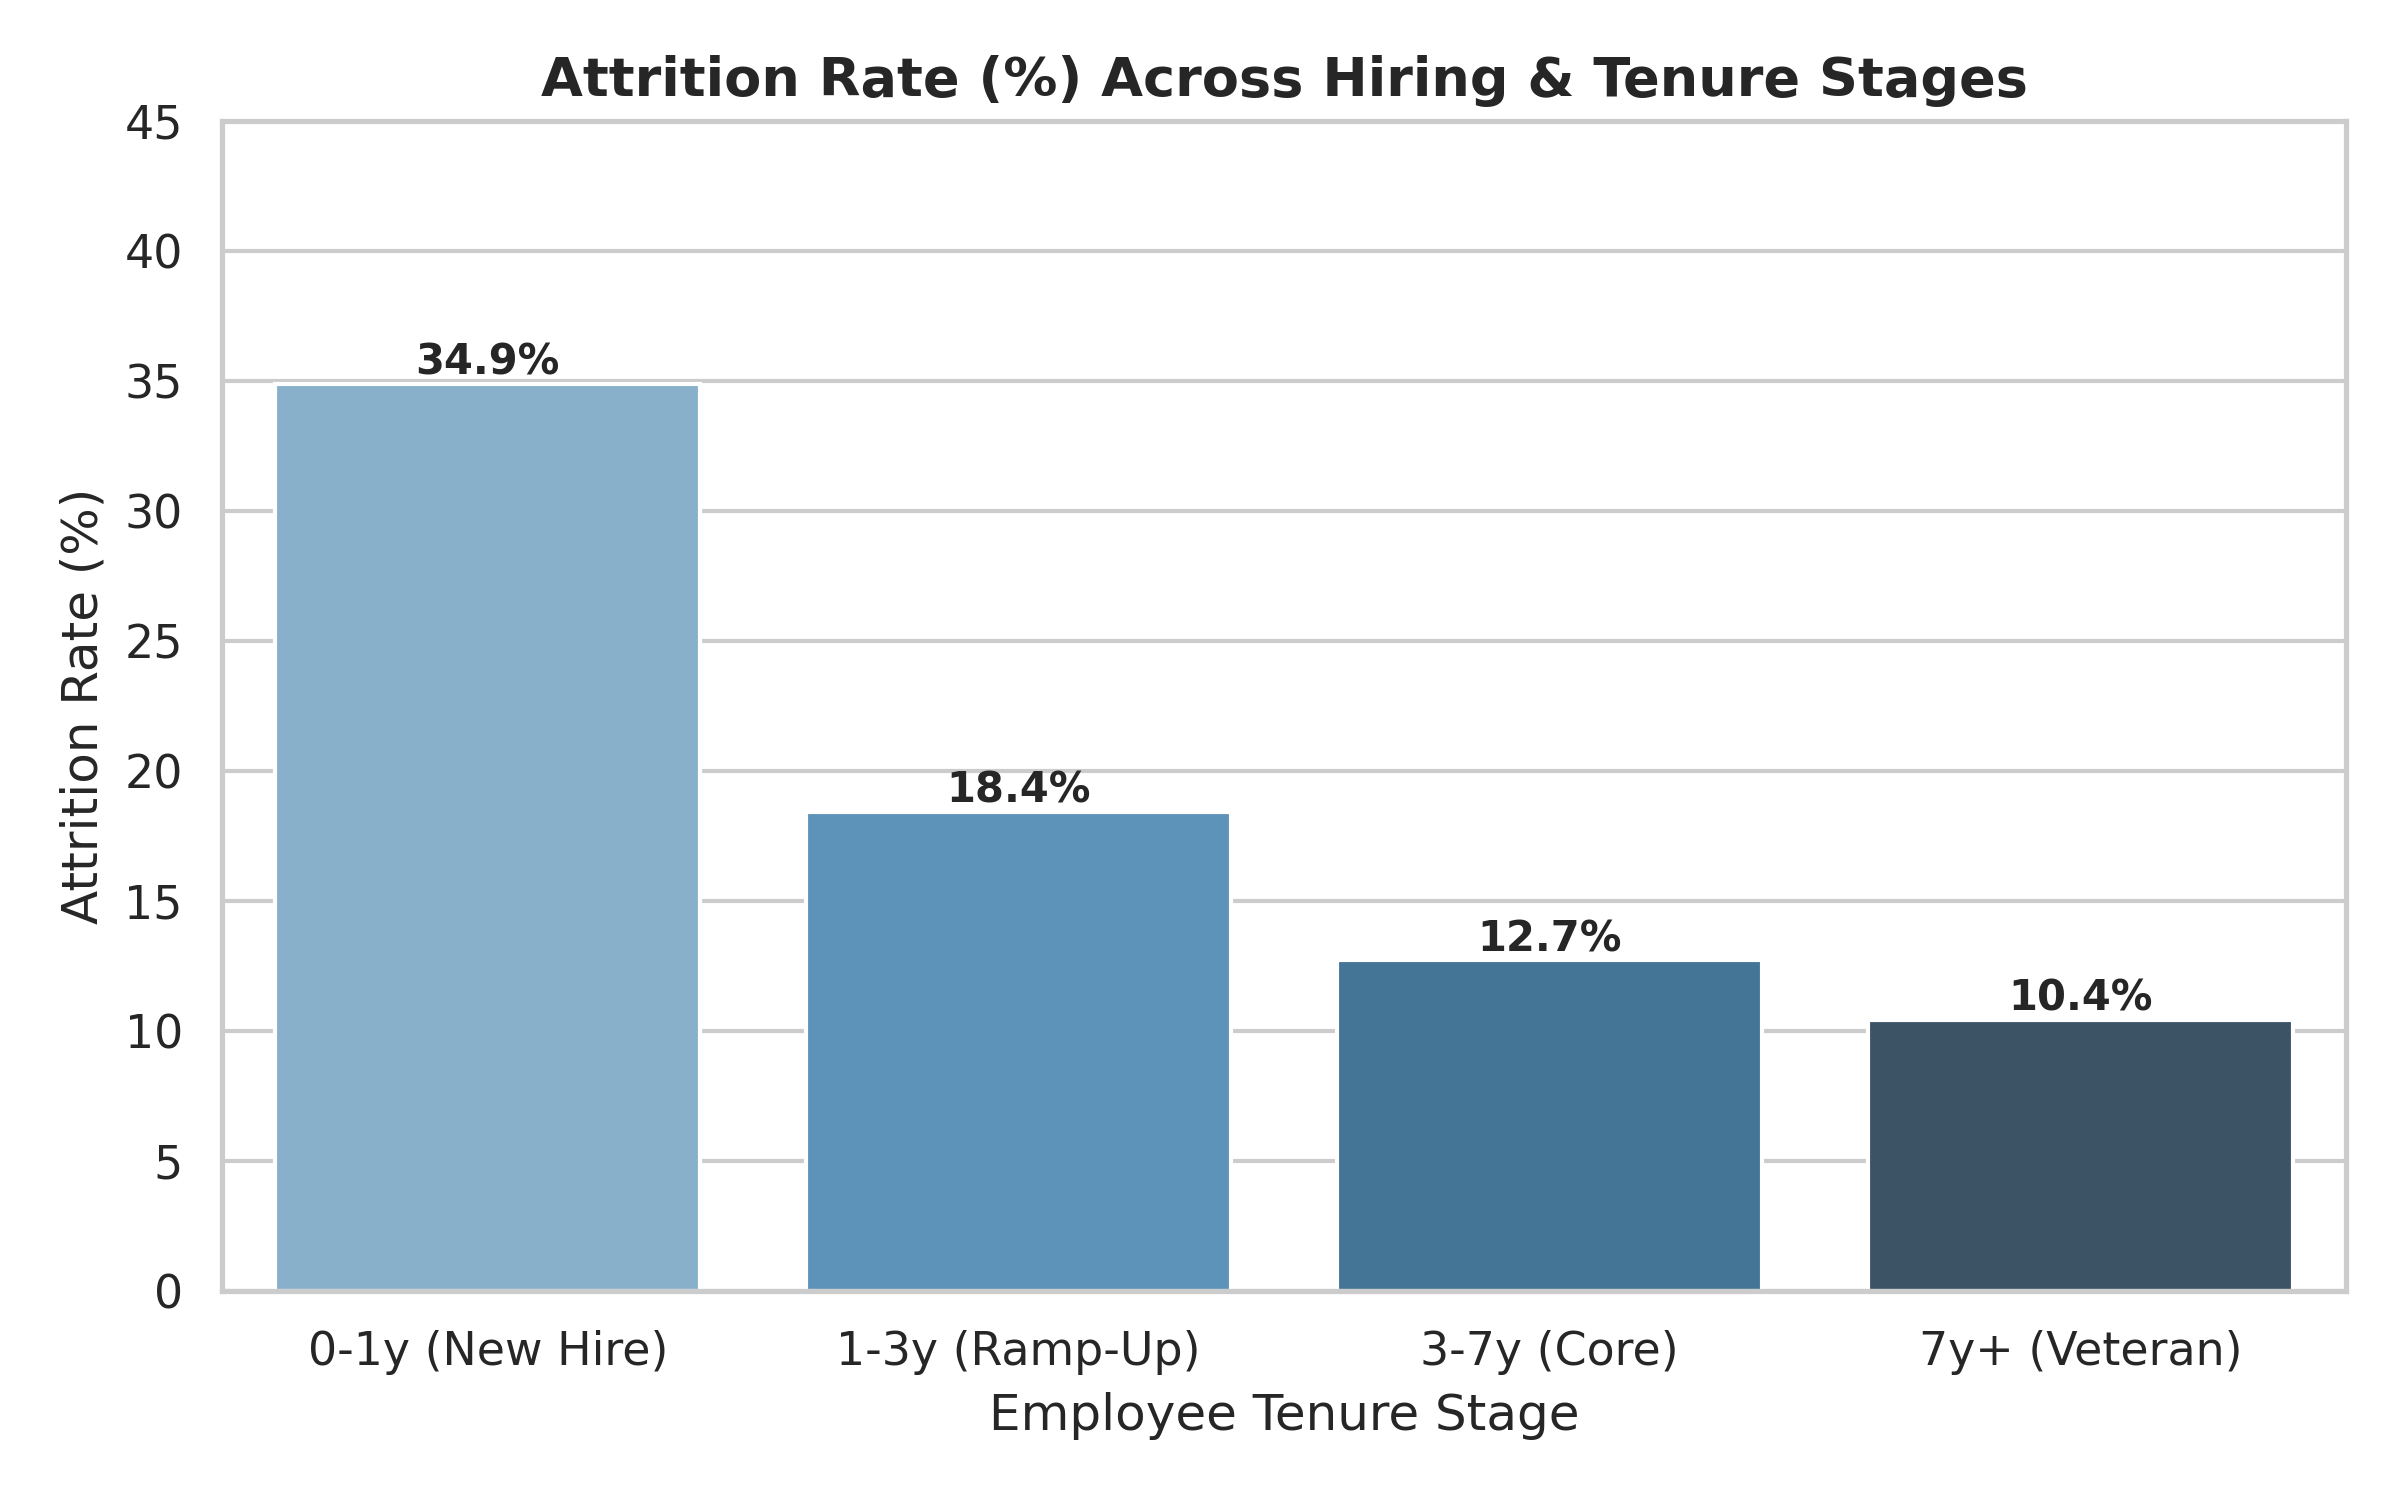 Attrition Rate (%) Across Hiring & Tenure Stages
Attrition Rate (%)
45
40
35
30
25
20
15
10
5
0
34.9%
18.4%
12.7%
10.4%
0-1y (New Hire)
1-3y (Ramp-Up)
3-7y (Core)
7y+ (Veteran)
Employee Tenure Stage